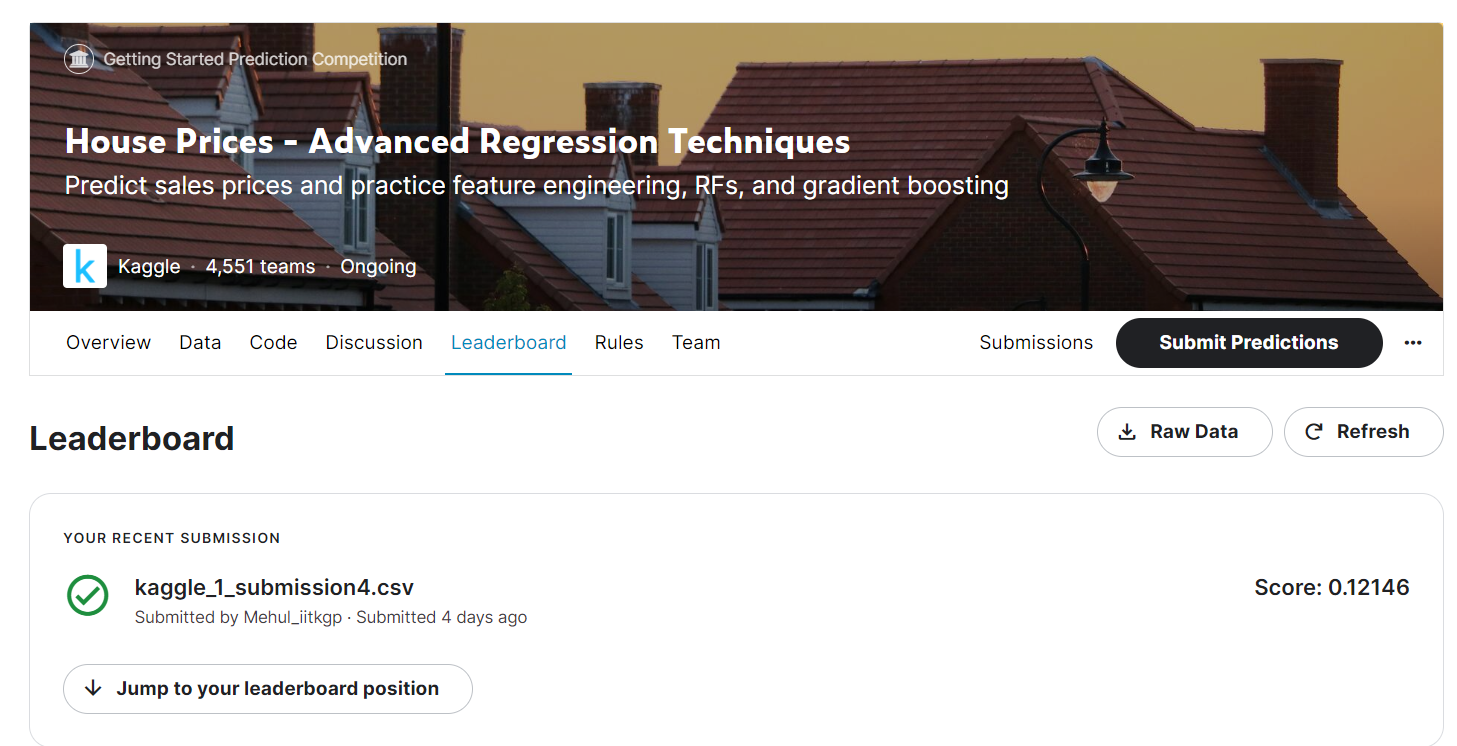 Getting Started Prediction Competition
House Prices - Advanced Regression Techniques
Predict sales prices and practice feature engineering, RFs, and gradient boosting
k Kaggle · 4,551 teams · Ongoing
Overview Data Code Discussion Leaderboard Rules Team Submissions Submit Predictions ...
Leaderboard Raw Data Refresh
YOUR RECENT SUBMISSION
kaggle_1_submission4.csv Score: 0.12146
Submitted by Mehul_iitkgp · Submitted 4 days ago
Jump to your leaderboard position